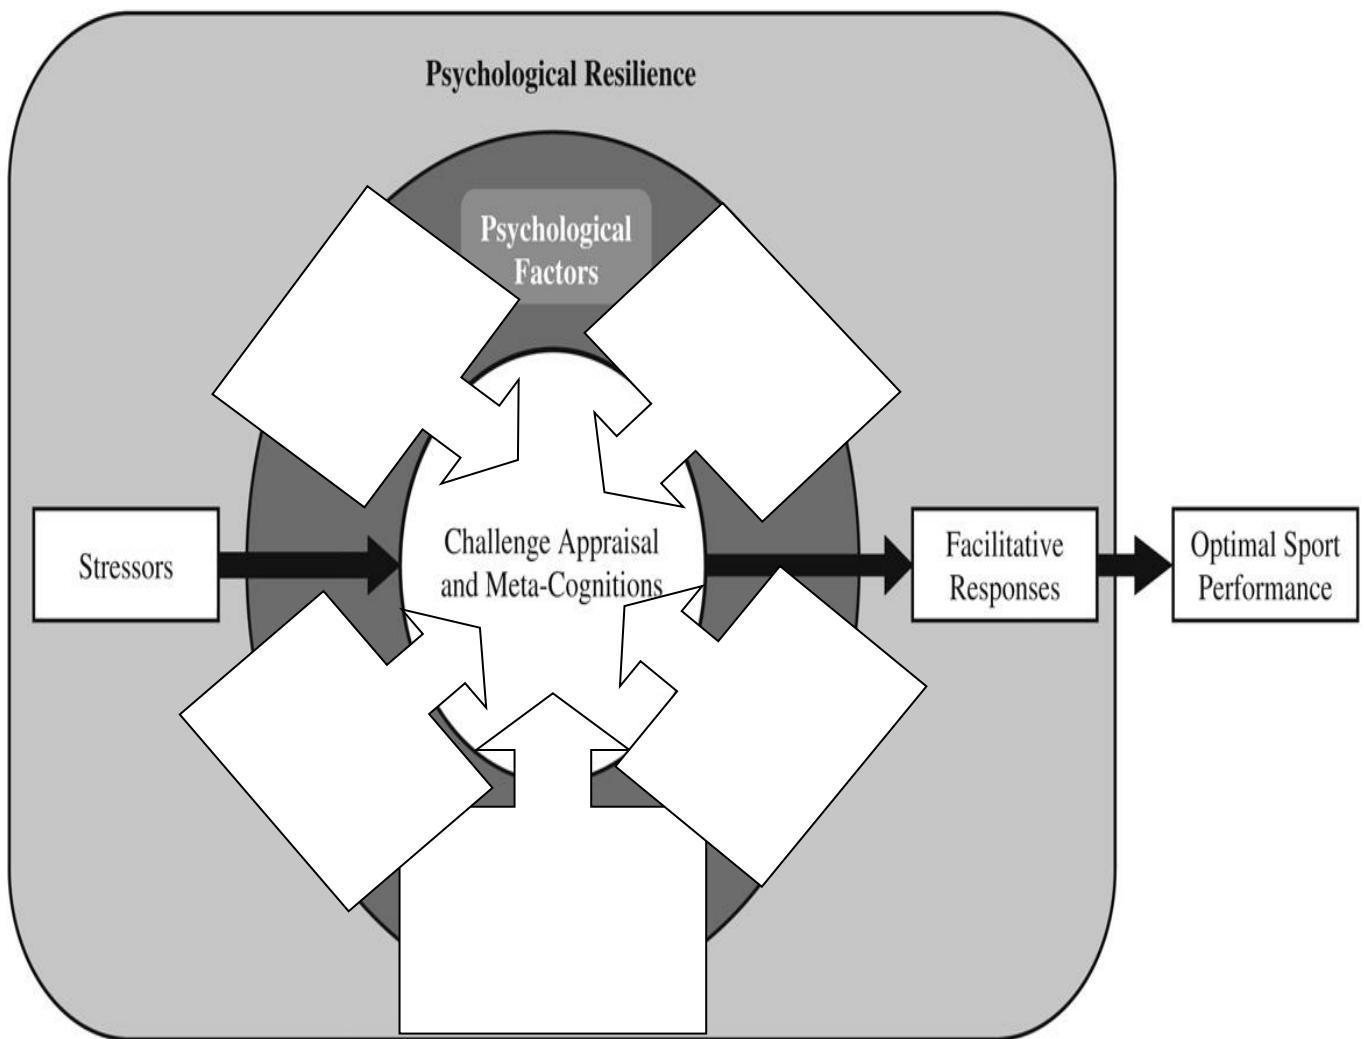 Psychological Resilience
Psychological
Factors
Stressors
Challenge Appraisal
and Meta-Cognitions
Facilitative
Responses
Optimal Sport
Performance